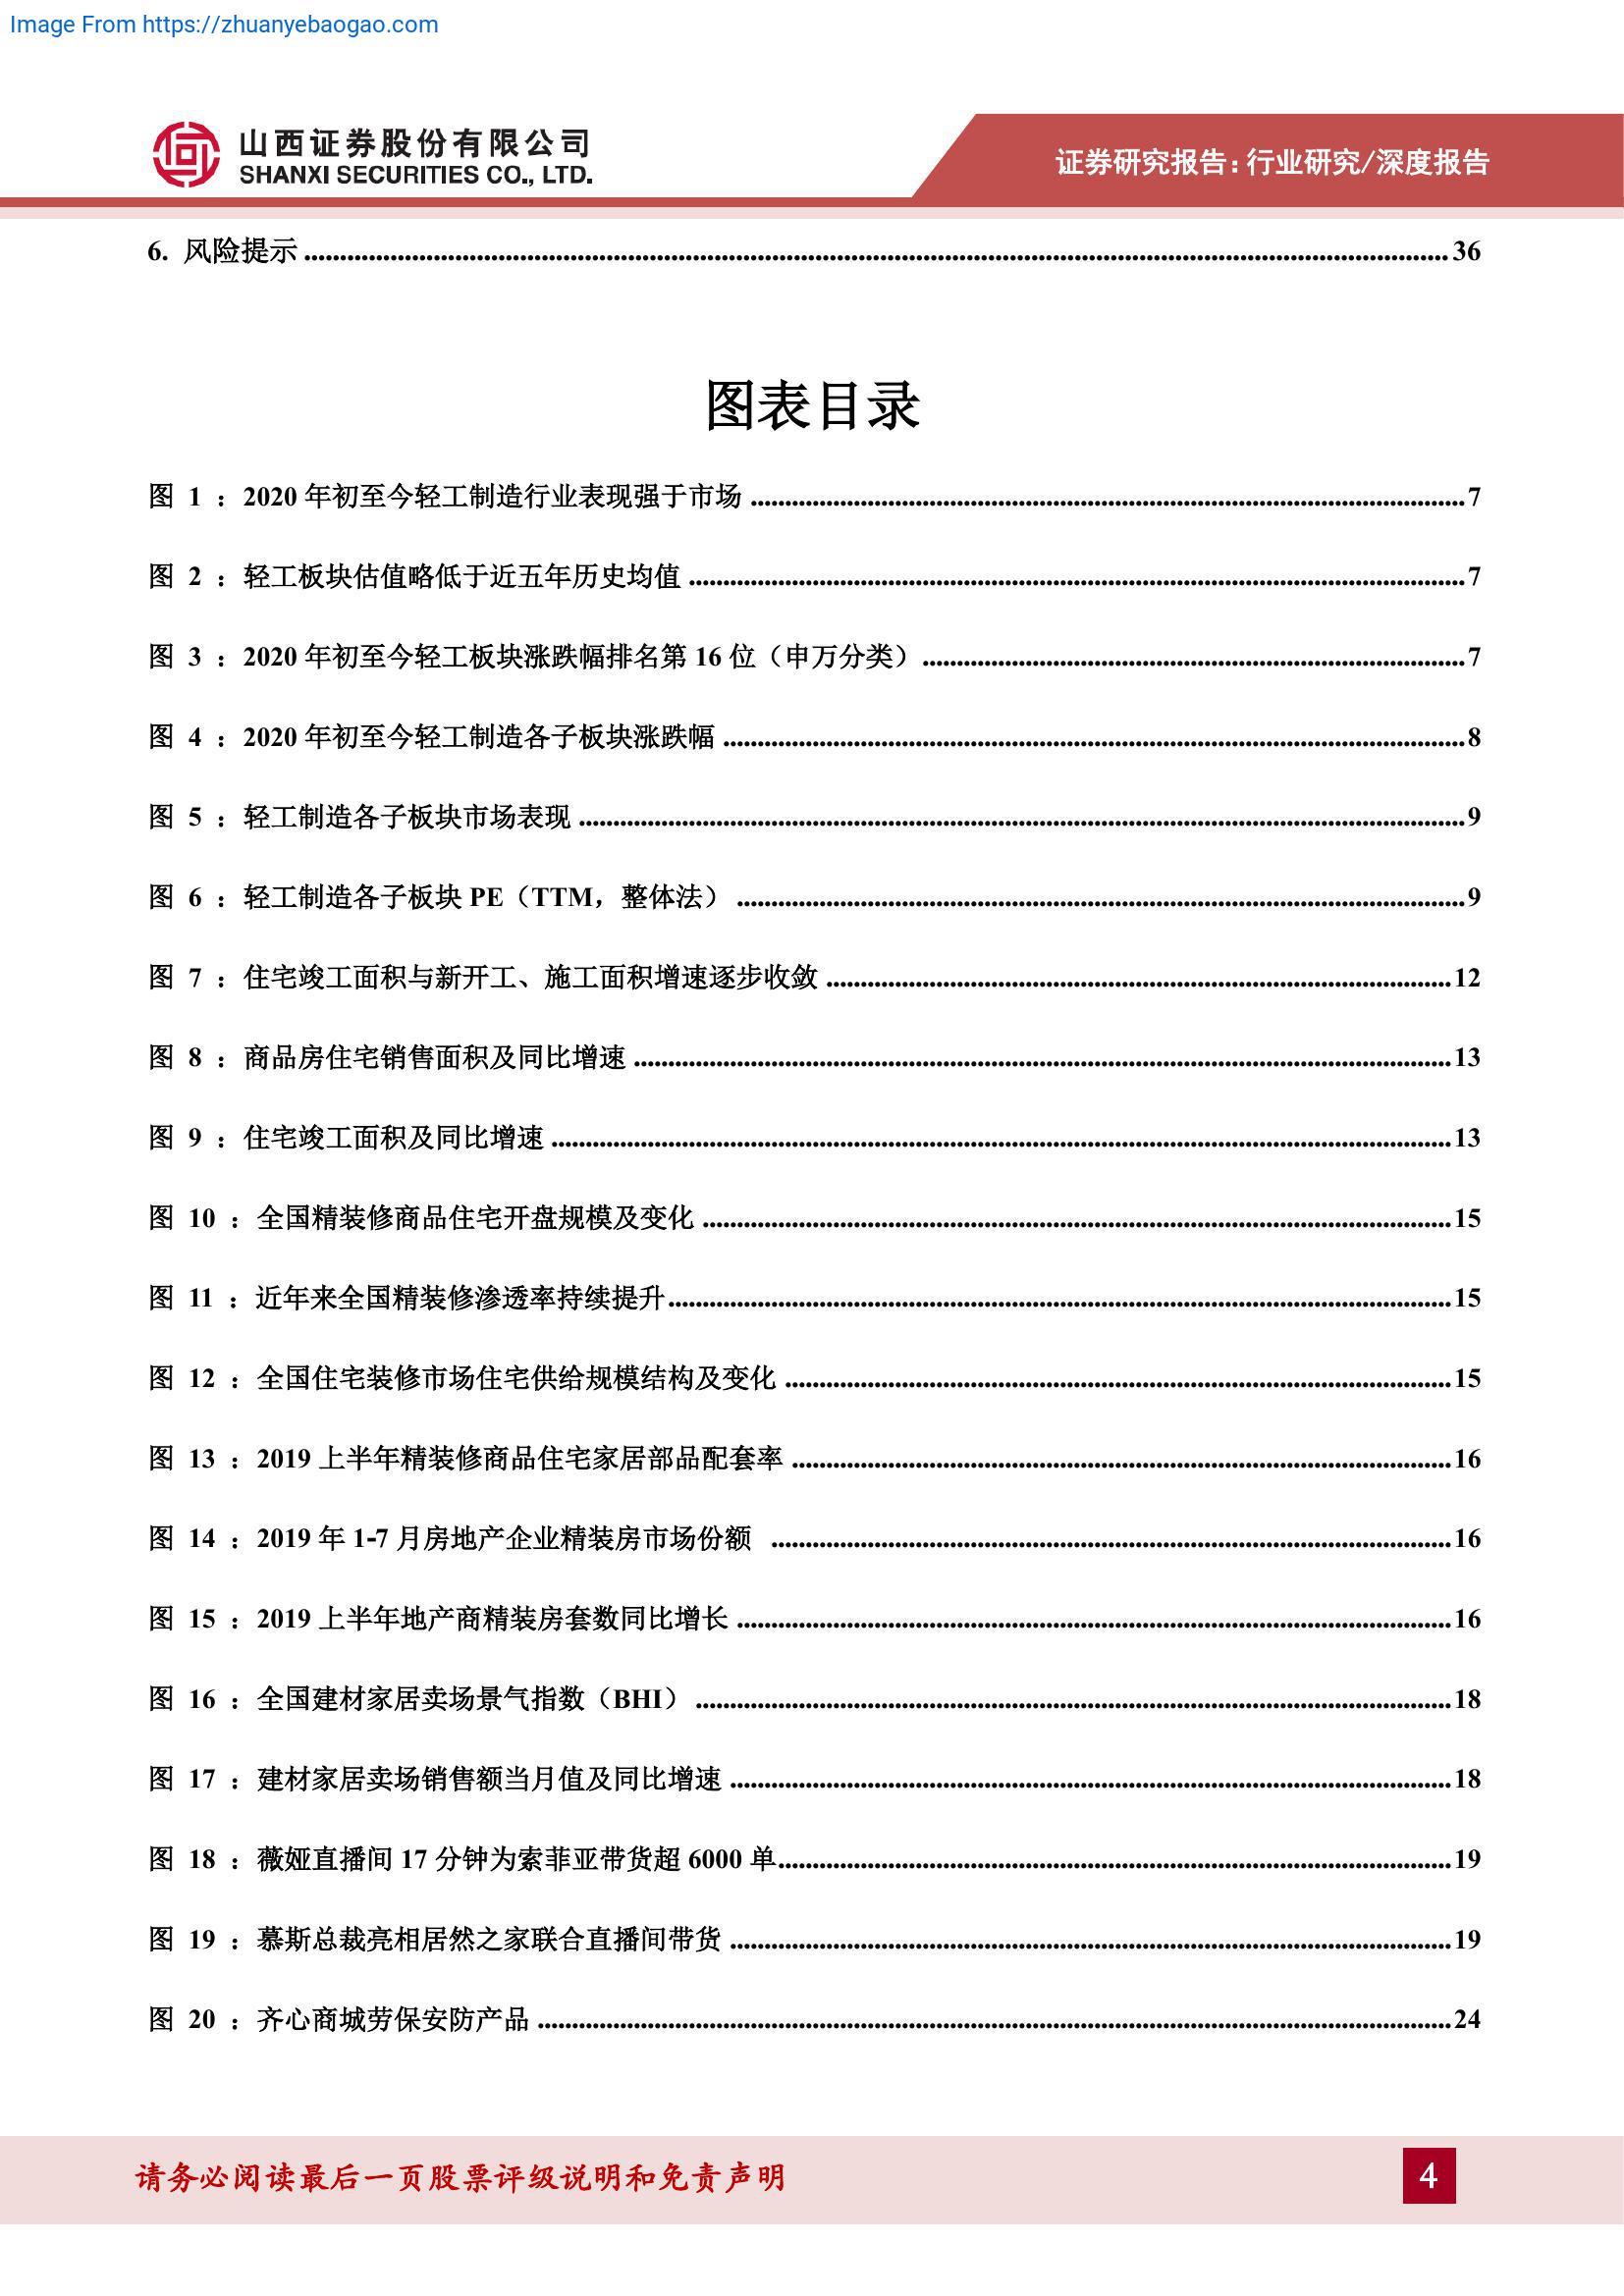 Image From https://zhuanyebaogao.com
山西证券股份有限公司
SHANXI SECURITIES CO., LTD.
证券研究报告:行业研究/深度报告
6. 风险提示 36
图表目录
图 1 :2020 年初至今轻工制造行业表现强于市场 7
图 2 :轻工板块估值略低于近五年历史均值 7
图 3 :2020 年初至今轻工板块涨跌幅排名第 16 位（申万分类） 7
图 4 :2020 年初至今轻工制造各子板块涨跌幅 8
图 5 :轻工制造各子板块市场表现 9
图 6 :轻工制造各子板块 PE（TTM，整体法） 9
图 7 :住宅竣工面积与新开工、施工面积增速逐步收敛 12
图 8 :商品房住宅销售面积及同比增速 13
图 9 :住宅竣工面积及同比增速 13
图 10 :全国精装修商品住宅开盘规模及变化 15
图 11 :近年来全国精装修渗透率持续提升 15
图 12 :全国住宅装修市场住宅供给规模结构及变化 15
图 13 :2019 上半年精装修商品住宅家居部品配套率 16
图 14 :2019 年 1-7 月房地产企业精装房市场份额 16
图 15 :2019 上半年地产商精装房套数同比增长 16
图 16 :全国建材家居卖场景气指数（BHI） 18
图 17 :建材家居卖场销售额当月值及同比增速 18
图 18 :薇娅直播间 17 分钟为索菲亚带货超 6000 单 19
图 19 :慕斯总裁亮相居然之家联合直播间带货 19
图 20 :齐心商城劳保安防产品 24
请务必阅读最后一页股票评级说明和免责声明
4